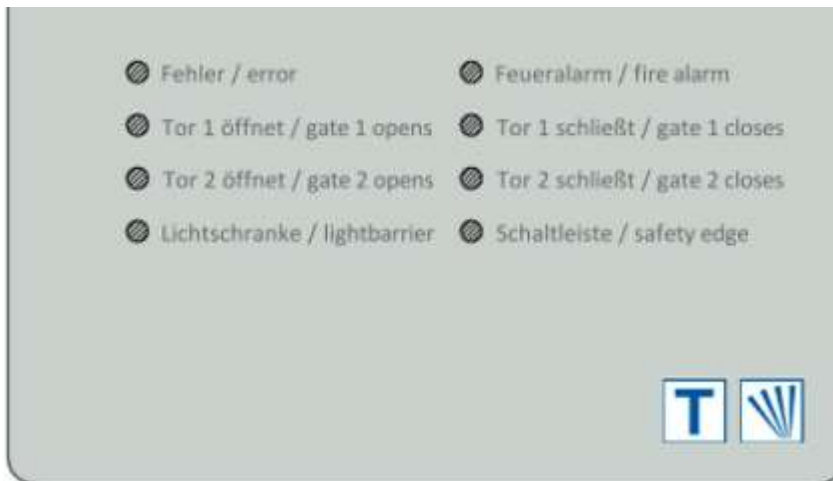 Fehler / error
Feueralarm / fire alarm
Tor 1 öffnet / gate 1 opens
Tor 1 schließt / gate 1 closes
Tor 2 öffnet / gate 2 opens
Tor 2 schließt / gate 2 closes
Lichtschranke / lightbarrier
Schaltleiste / safety edge
T